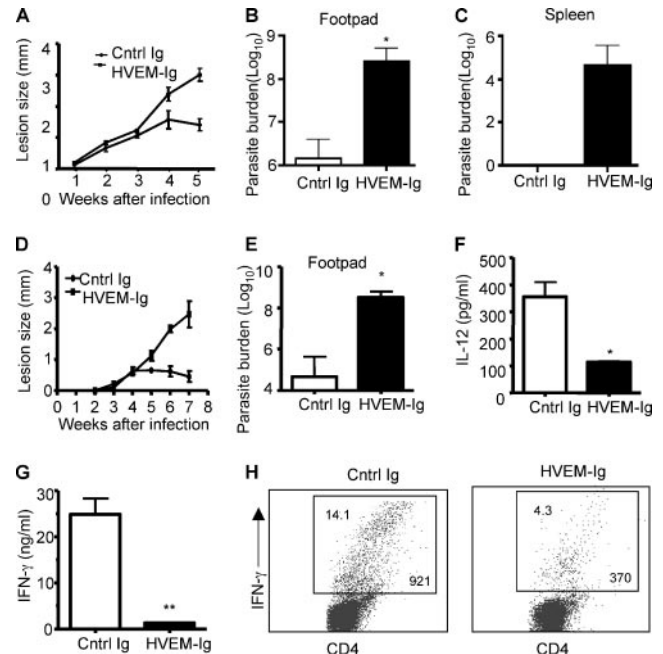 A
Lesion size (mm)
4
3
2
1
0
Cntrl Ig
HVEM-Ig
1 2 3 4 5
Weeks after infection
B
Footpad
Parasite burden(Log10)
9
8
7
6
*
Cntrl Ig HVEM-Ig
C
Spleen
Parasite burden(Log10)
6
4
2
0
Cntrl Ig HVEM-Ig
D
Lesion size (mm)
4
3
2
1
0
Cntrl Ig
HVEM-Ig
0 1 2 3 4 5 6 7 8
Weeks after infection
E
Footpad
Parasite burden (Log10)
10
8
6
4
*
Cntrl Ig HVEM-Ig
F
IL-12 (pg/ml)
500
400
300
200
100
0
*
Cntrl Ig HVEM-Ig
G
IFN-γ (ng/ml)
30
20
10
0
**
Cntrl Ig HVEM-Ig
H
Cntrl Ig
HVEM-Ig
14.1
921
4.3
370
IFN-γ
CD4
CD4